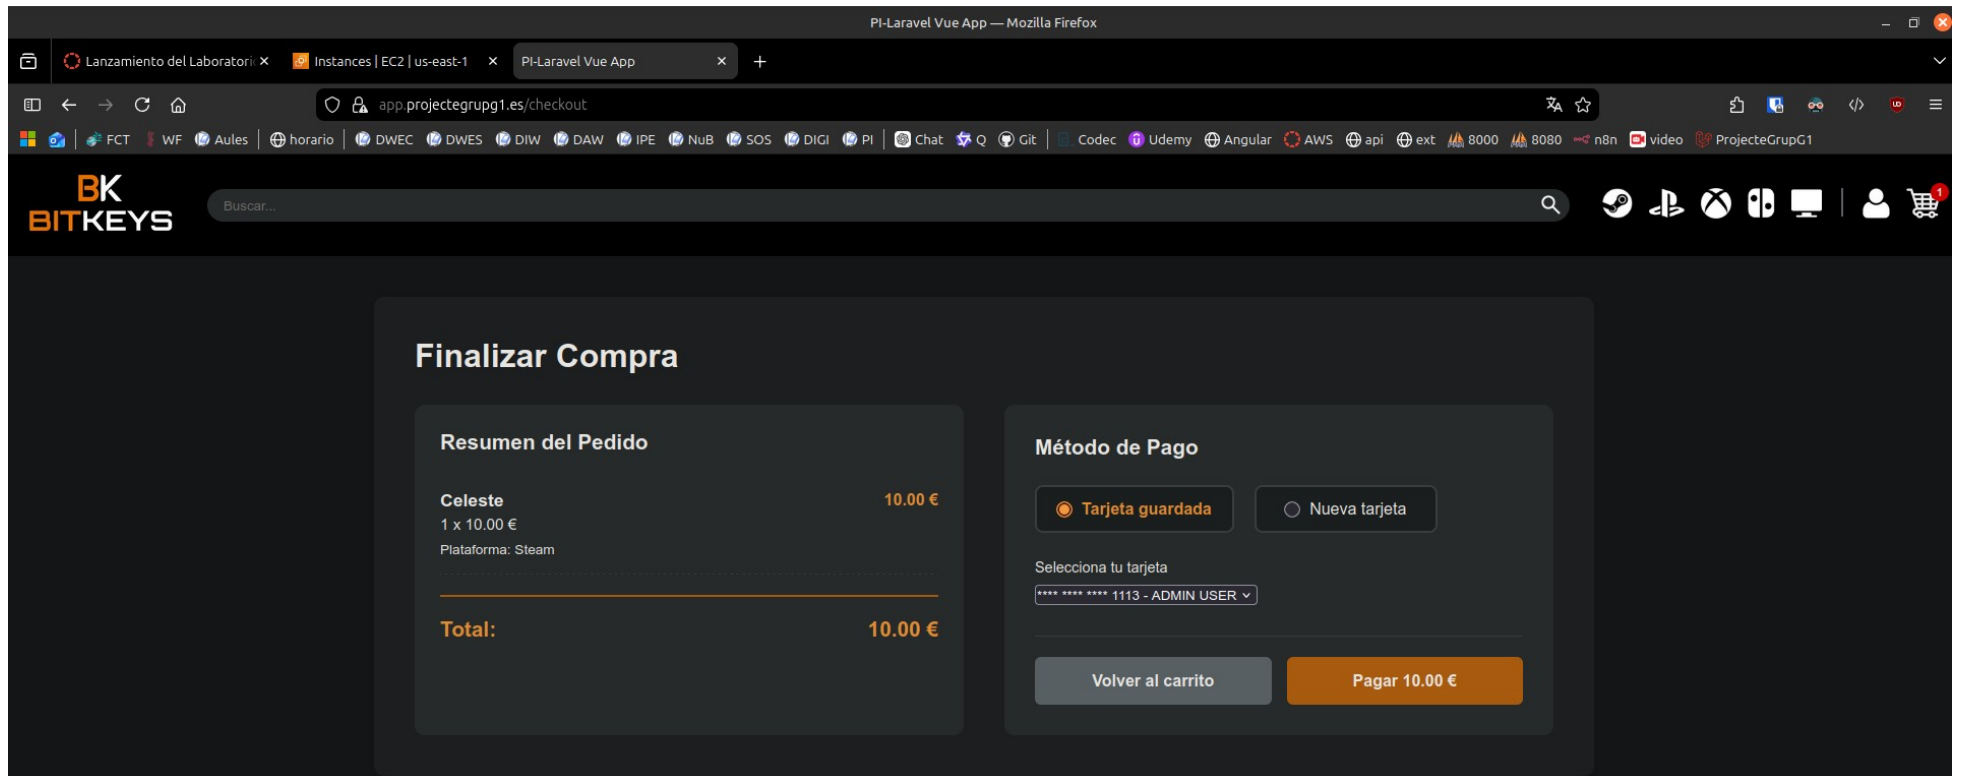 PI-Laravel Vue App — Mozilla Firefox
Lanzamiento del Laboratori
Instances | EC2 | us-east-1
PI-Laravel Vue App
app.projectegrupg1.es/checkout
FCT WF Aules horario DWEC DWES DIW DAW IPE NuB SOS DIGI PI Chat Q Git Codec Udemy Angular AWS api ext 8000 8080 n8n video ProjecteGrupG1
BK
BITKEYS
Buscar...
1
Finalizar Compra
Resumen del Pedido
Celeste 10.00 €
1 x 10.00 €
Plataforma: Steam
Total: 10.00 €
Método de Pago
Tarjeta guardada
Nueva tarjeta
Selecciona tu tarjeta
**** **** **** 1113 - ADMIN USER
Volver al carrito
Pagar 10.00 €